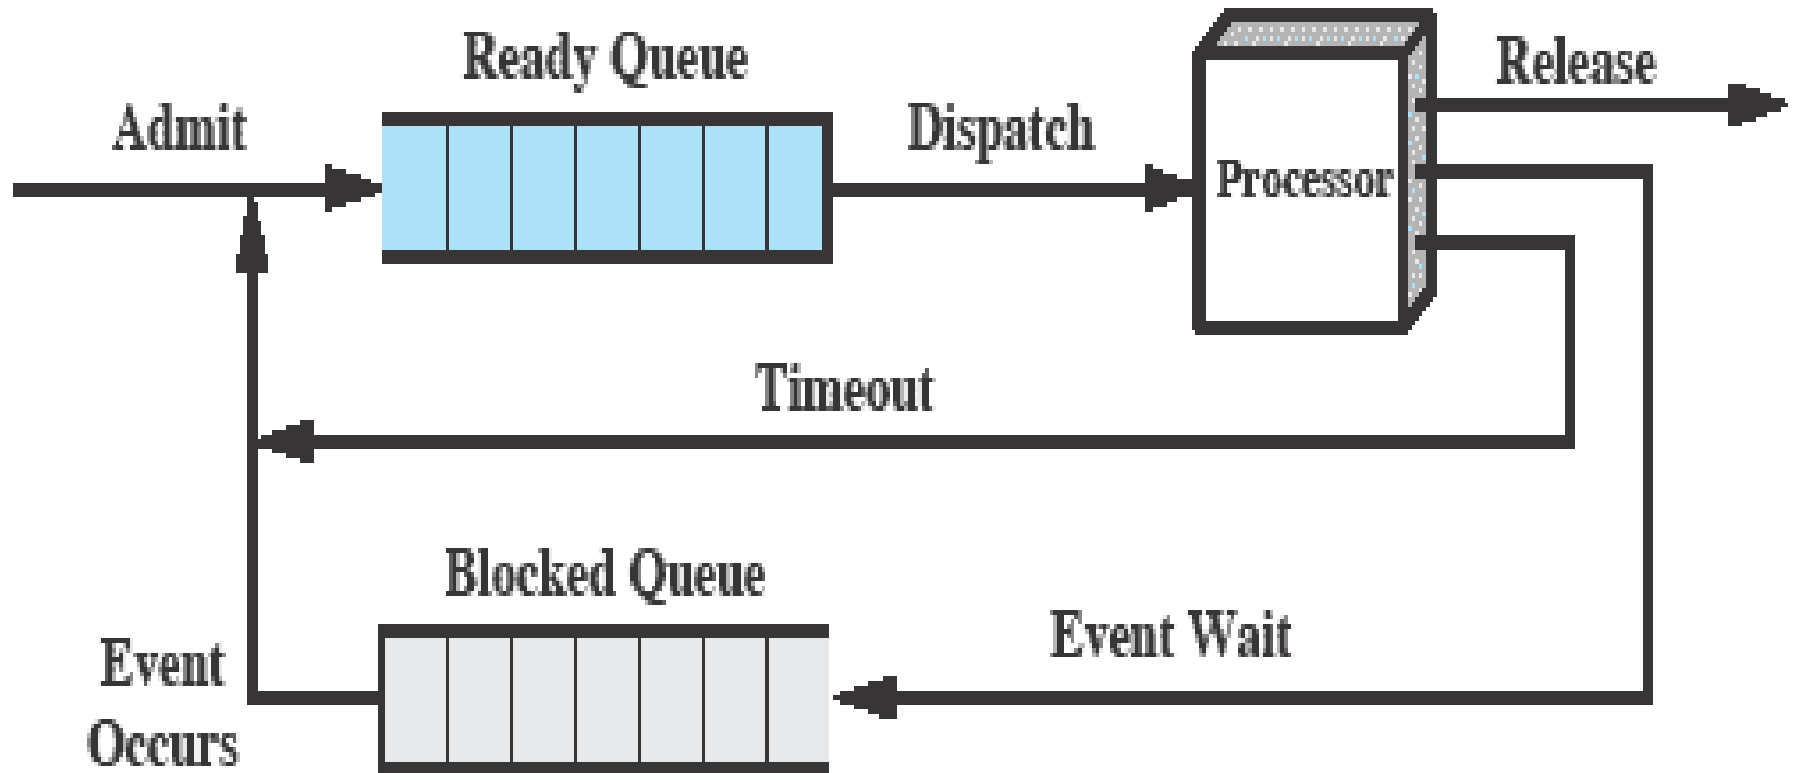 Ready Queue
Release
Admit
Dispatch
Processor
Timeout
Blocked Queue
Event Wait
Event
Occurs